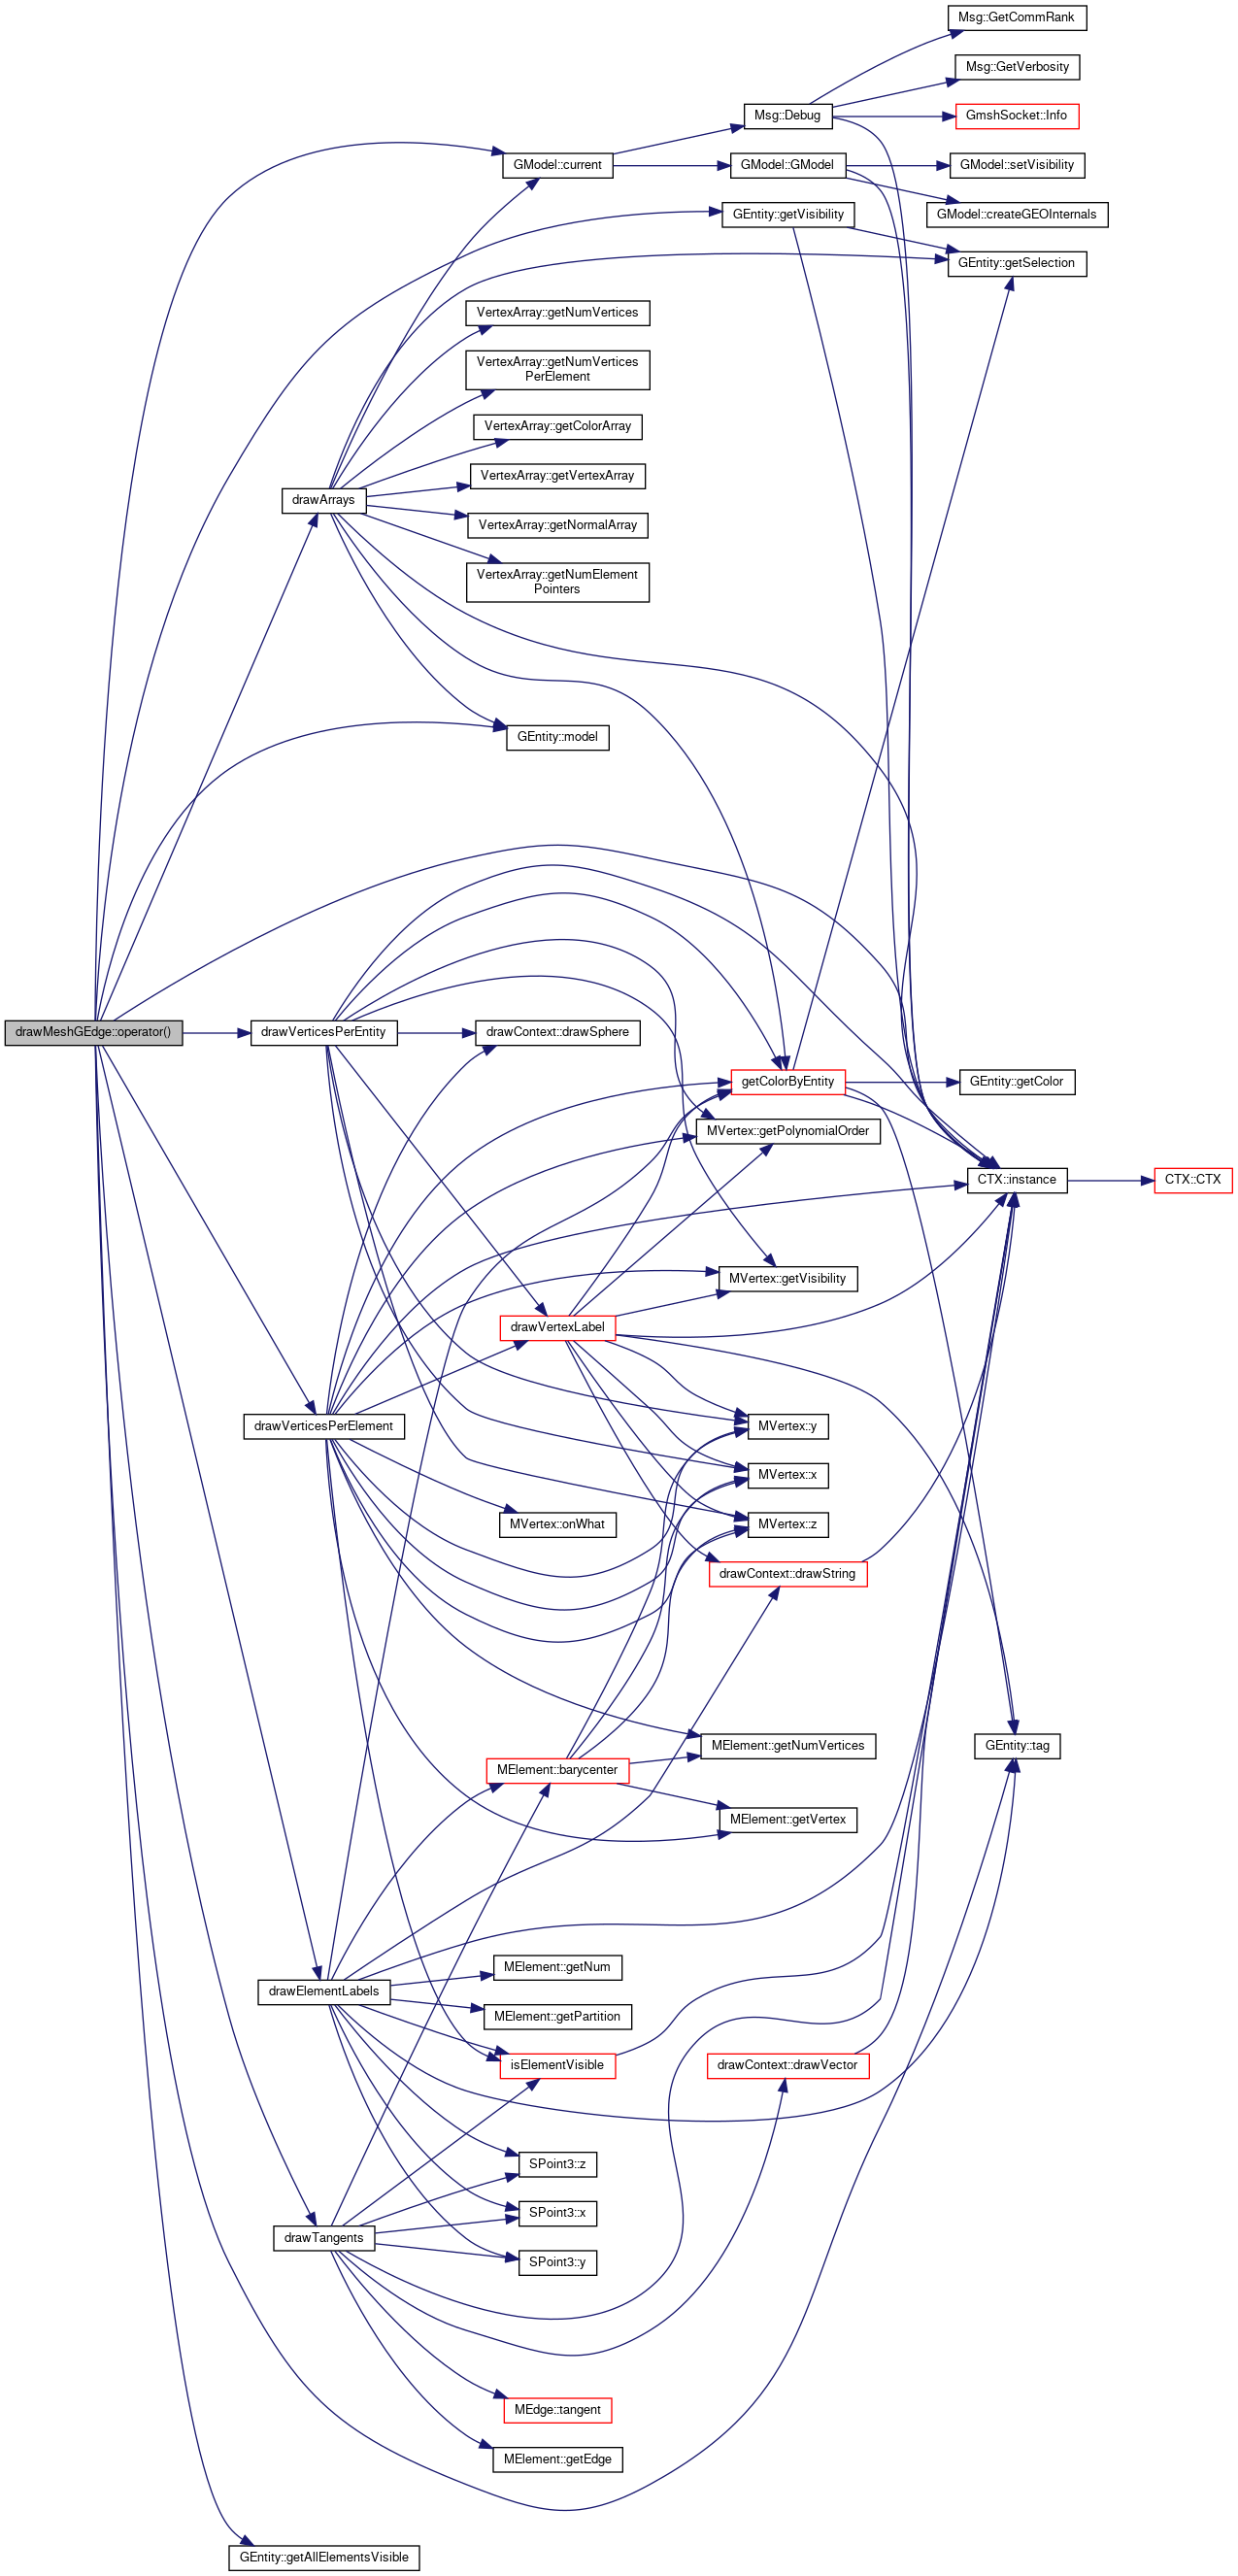 Msg::GetCommRank
Msg::GetVerbosity
Msg::Debug
GmshSocket::Info
GModel::current
GModel::GModel
GModel::setVisibility
GEntity::getVisibility
GModel::createGEOInternals
GEntity::getSelection
VertexArray::getNumVertices
VertexArray::getNumVertices
PerElement
VertexArray::getColorArray
VertexArray::getVertexArray
drawArrays
VertexArray::getNormalArray
VertexArray::getNumElement
Pointers
GEntity::model
drawMeshGEdge::operator()
drawVerticesPerEntity
drawContext::drawSphere
getColorByEntity
GEntity::getColor
MVertex::getPolynomialOrder
CTX::instance
CTX::CTX
MVertex::getVisibility
drawVertexLabel
drawVerticesPerElement
MVertex::y
MVertex::x
MVertex::onWhat
MVertex::z
drawContext::drawString
MElement::getNumVertices
GEntity::tag
MElement::barycenter
MElement::getVertex
MElement::getNum
drawElementLabels
MElement::getPartition
isElementVisible
drawContext::drawVector
SPoint3::z
SPoint3::x
drawTangents
SPoint3::y
MEdge::tangent
MElement::getEdge
GEntity::getAllElementsVisible